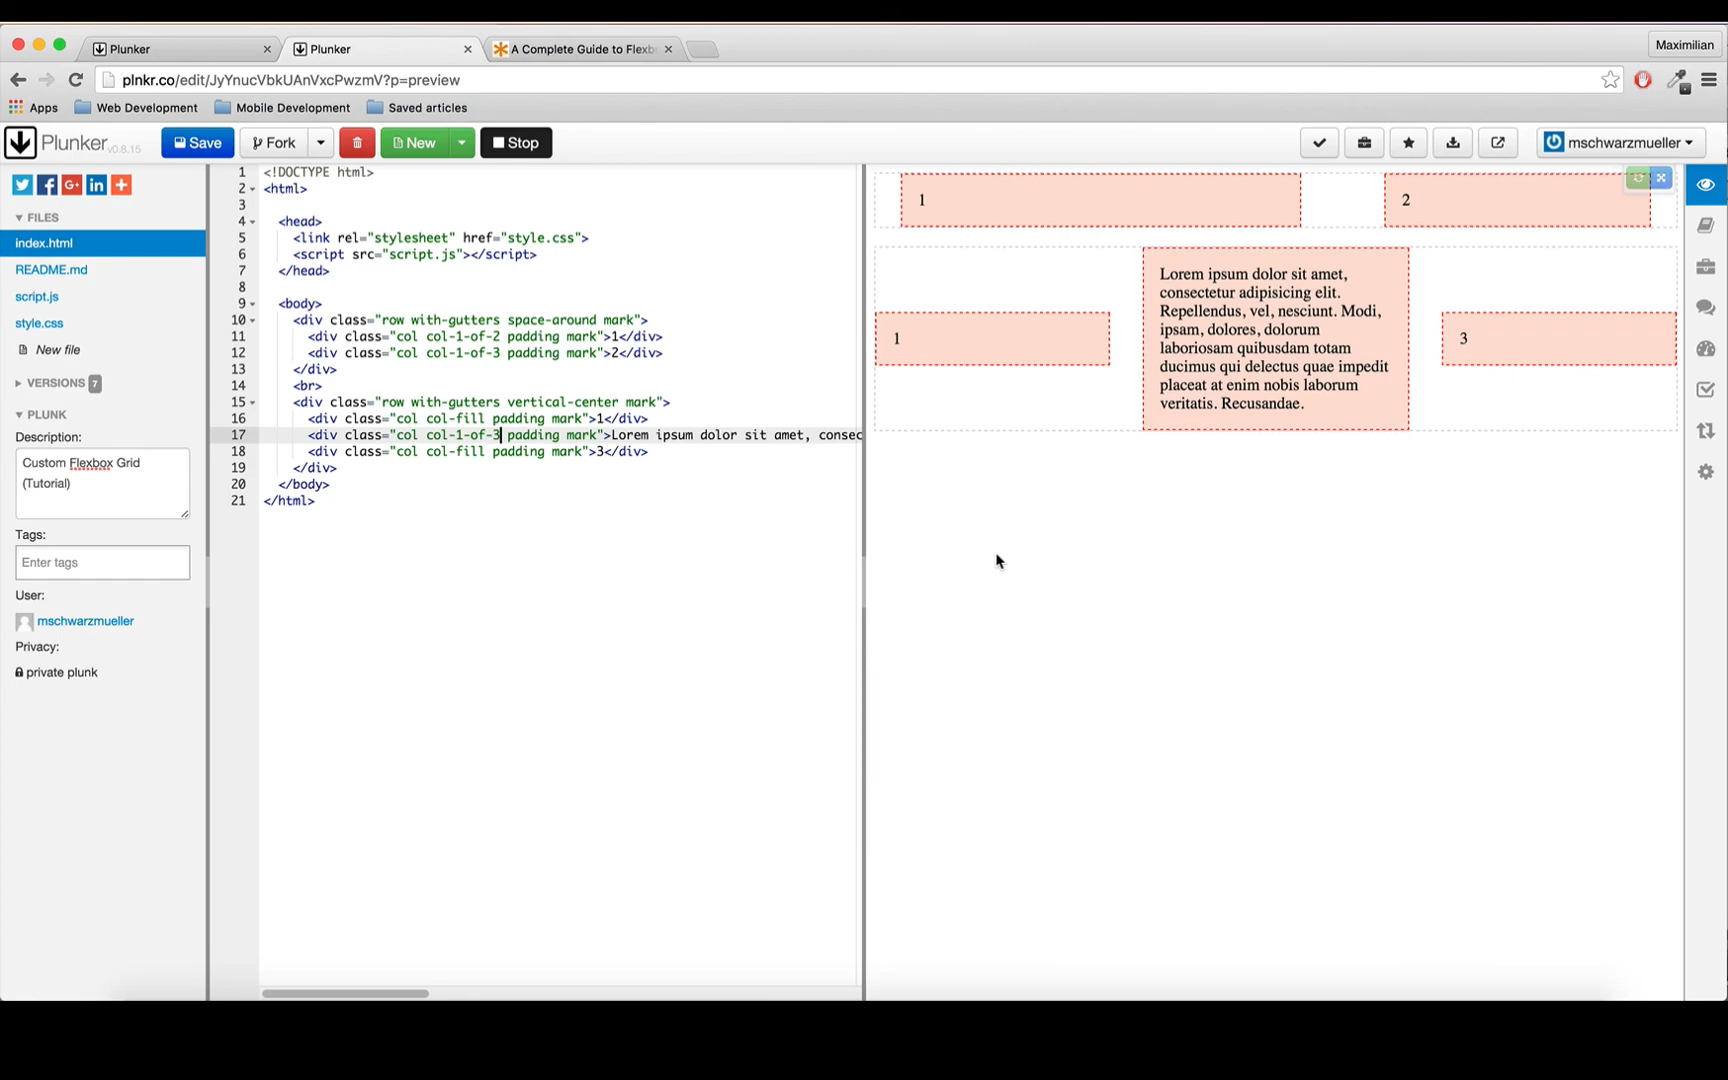 Plunker
Plunker
A Complete Guide to Flexb
Maximilian
plnkr.co/edit/JyYnucVbkUAnVxcPwzmV?p=preview
Apps
Web Development
Mobile Development
Saved articles
Plunker v0.8.15
Save
Fork
New
Stop
mschwarzmueller
FILES
index.html
README.md
script.js
style.css
New file
VERSIONS 7
PLUNK
Description:
Custom Flexbox Grid
(Tutorial)
Tags:
Enter tags
User:
mschwarzmueller
Privacy:
private plunk
1 <!DOCTYPE html>
2 <html>
3
4 <head>
5 <link rel="stylesheet" href="style.css">
6 <script src="script.js"></script>
7 </head>
8
9 <body>
10 <div class="row with-gutters space-around mark">
11 <div class="col col-1-of-2 padding mark">1</div>
12 <div class="col col-1-of-3 padding mark">2</div>
13 </div>
14 <br>
15 <div class="row with-gutters vertical-center mark">
16 <div class="col col-fill padding mark">1</div>
17 <div class="col col-1-of-3 padding mark">Lorem ipsum dolor sit amet, consec
18 <div class="col col-fill padding mark">3</div>
19 </div>
20 </body>
21 </html>
1
2
1
Lorem ipsum dolor sit amet,
consectetur adipisicing elit.
Repellendus, vel, nesciunt. Modi,
ipsam, dolores, dolorum
laboriosam quibusdam totam
ducimus qui delectus quae impedit
placeat at enim nobis laborum
veritatis. Recusandae.
3